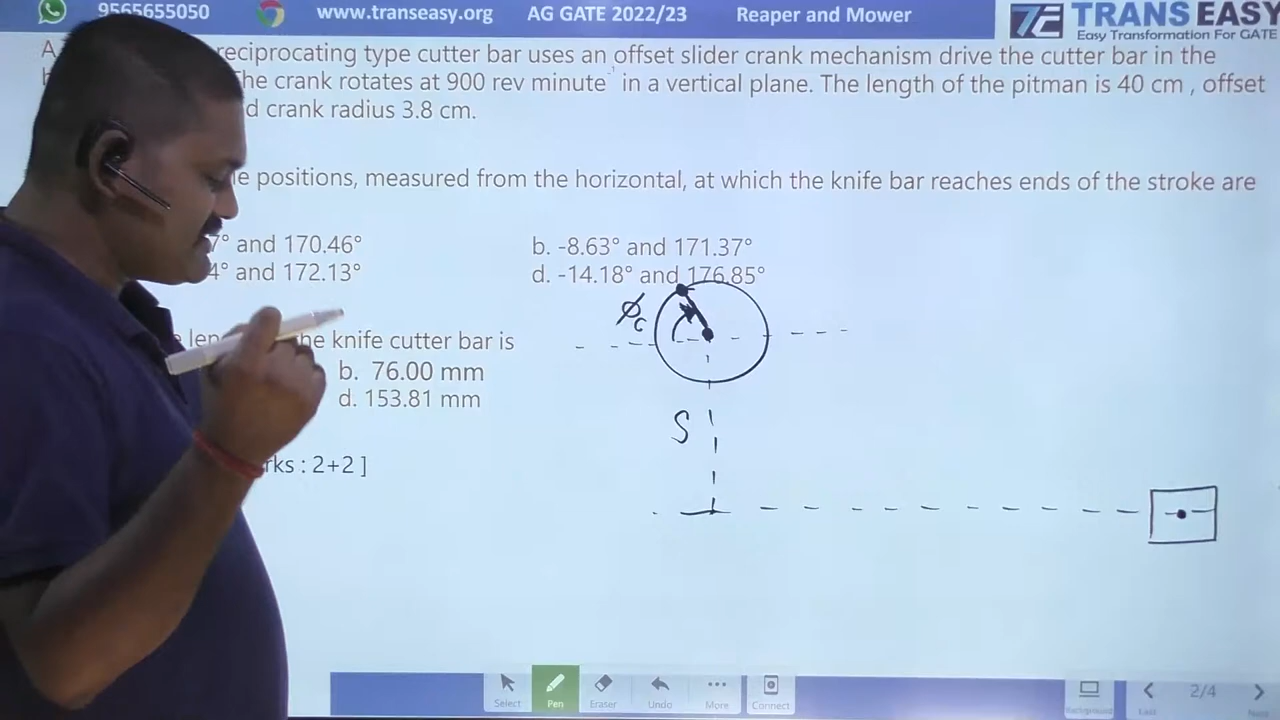 9565655050 www.transeasy.org AG GATE 2022/23 Reaper and Mower TRANS EASY
Easy Transformation For GATE
A reciprocating type cutter bar uses an offset slider crank mechanism drive the cutter bar in the
he crank rotates at 900 rev minute⁻ in a vertical plane. The length of the pitman is 40 cm , offset
d crank radius 3.8 cm.
e positions, measured from the horizontal, at which the knife bar reaches ends of the stroke are
7° and 170.46° b. -8.63° and 171.37°
4° and 172.13° d. -14.18° and 176.85°
ϕc
he knife cutter bar is
b. 76.00 mm
d. 153.81 mm
S
rks : 2+2 ]
Select Pen Eraser Undo More Connect
Background 2/4